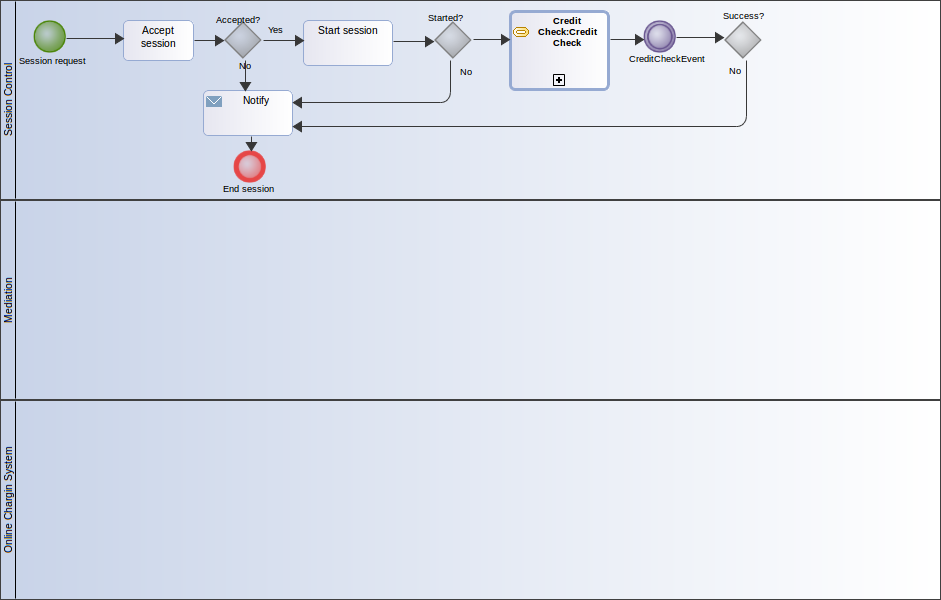 Session Control
Session request
Accept
session
Accepted?
Yes
No
Start session
Started?
No
Credit
Check:Credit
Check
CreditCheckEvent
Success?
No
Notify
End session
Mediation
Online Chargin System